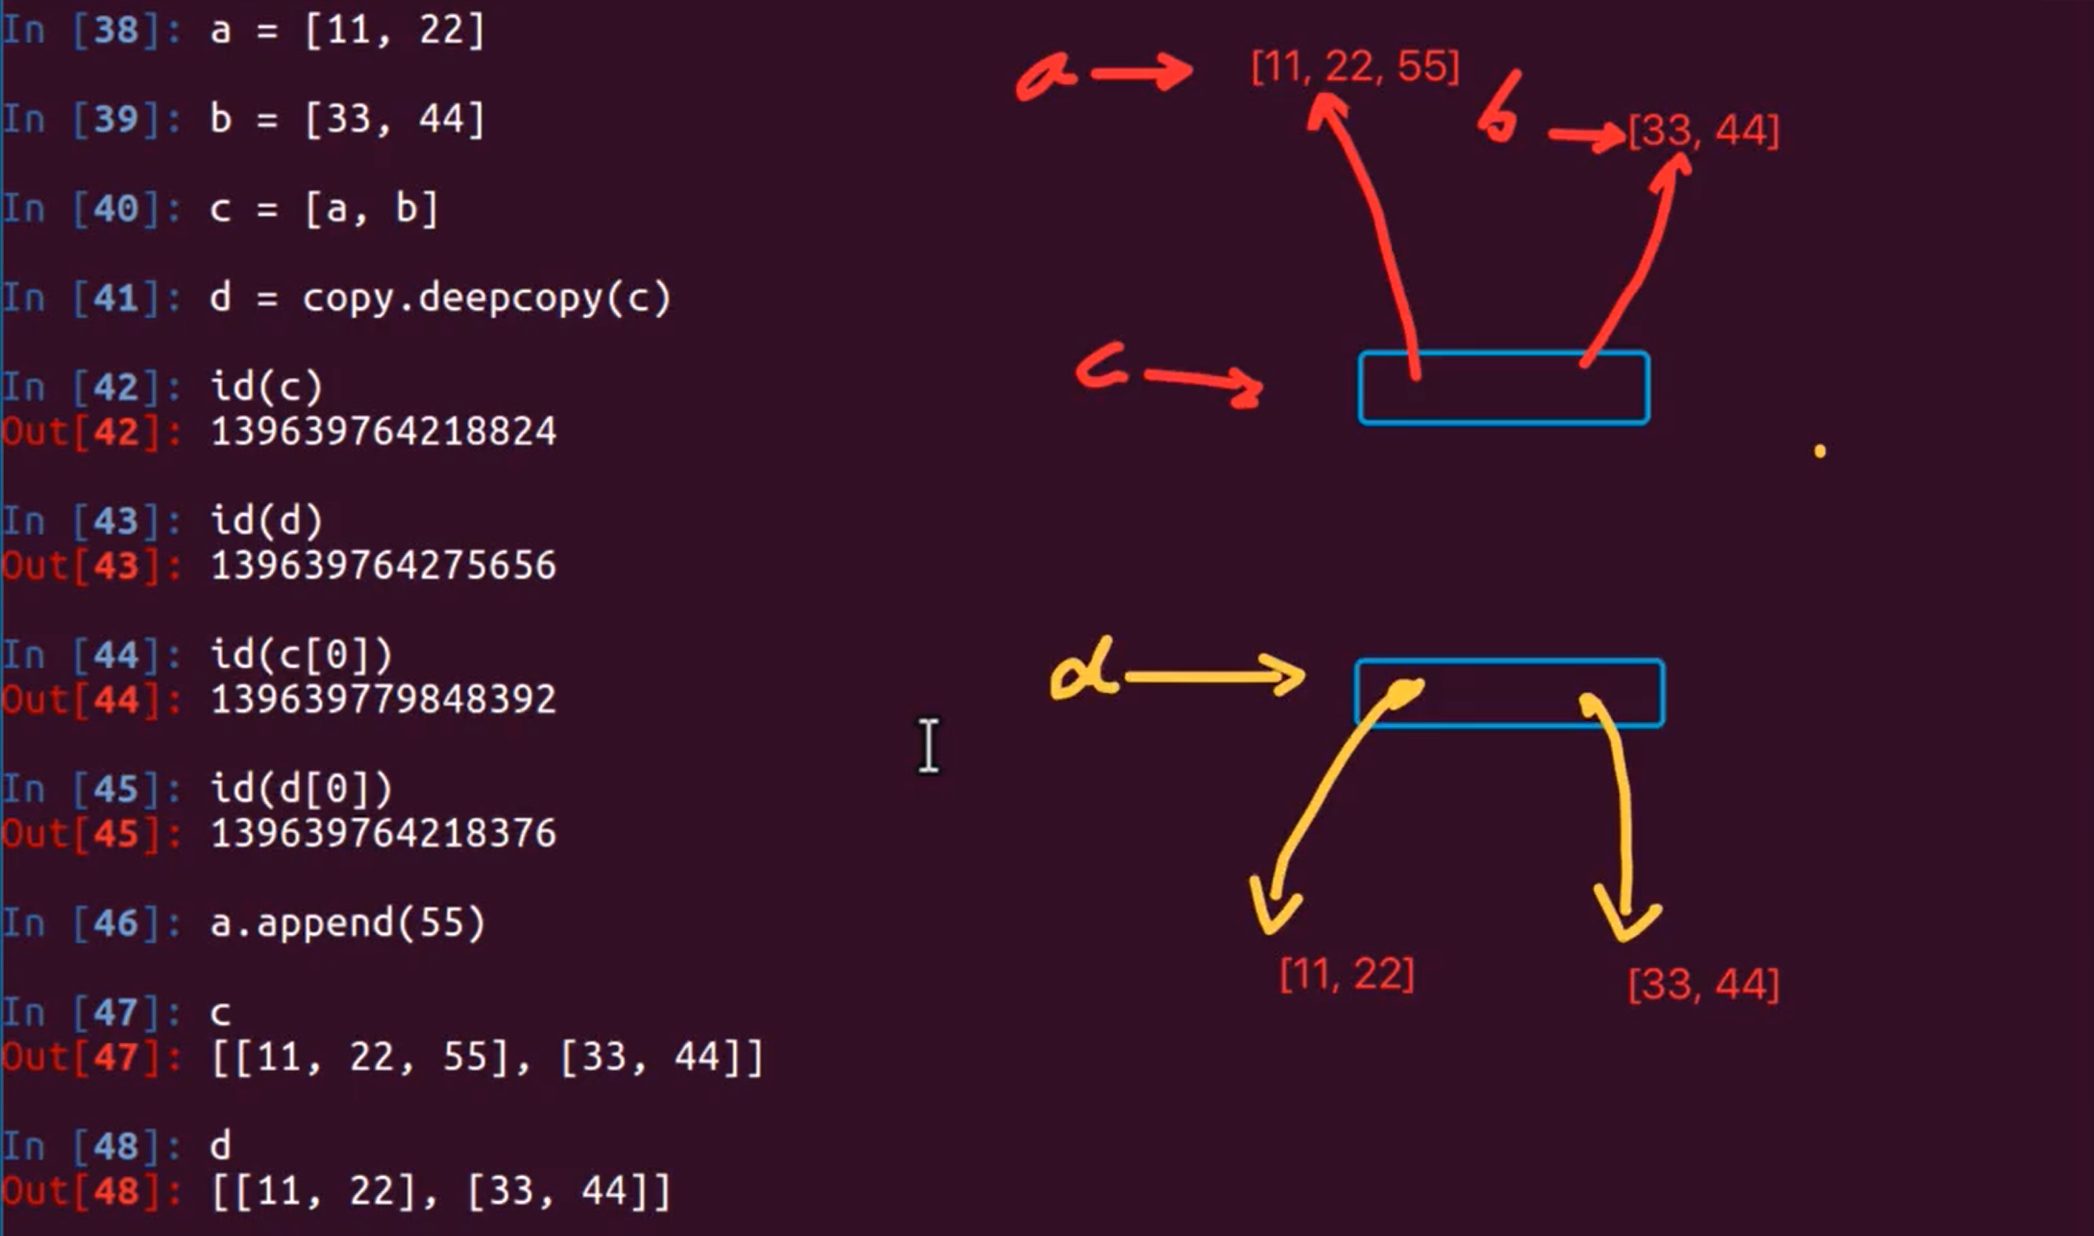 In [38]: a = [11, 22]
In [39]: b = [33, 44]
In [40]: c = [a, b]
In [41]: d = copy.deepcopy(c)
In [42]: id(c)
Out[42]: 139639764218824
In [43]: id(d)
Out[43]: 139639764275656
In [44]: id(c[0])
Out[44]: 139639779848392
In [45]: id(d[0])
Out[45]: 139639764218376
In [46]: a.append(55)
In [47]: c
Out[47]: [[11, 22, 55], [33, 44]]
In [48]: d
Out[48]: [[11, 22], [33, 44]]
a → [11, 22, 55]
b → [33, 44]
c →
d →
[11, 22]
[33, 44]